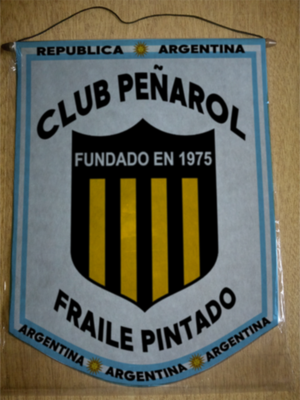 REPUBLICA ARGENTINA
CLUB PEÑAROL
FUNDADO EN 1975
FRAILE PINTADO
ARGENTINA ARGENTINA ARGENTINA